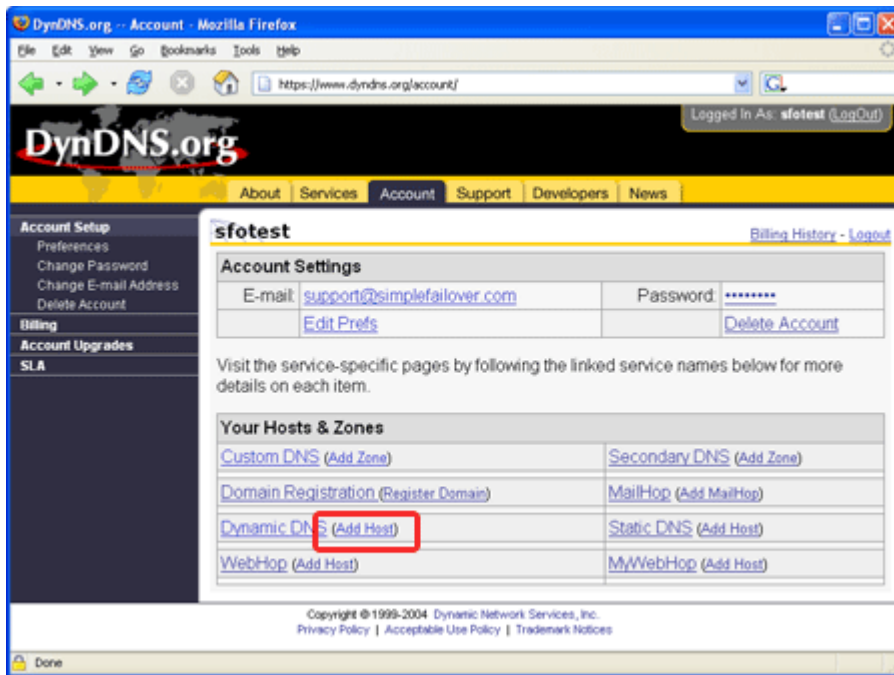 DynDNS.org -- Account - Mozilla Firefox
File Edit View Go Bookmarks Tools Help
https://www.dyndns.org/account/
G
Logged In As: sfotest (LogOut)
DynDNS.org
About Services Account Support Developers News
Account Setup
Preferences
Change Password
Change E-mail Address
Delete Account
Billing
Account Upgrades
SLA
sfotest
Billing History - Logout
Account Settings
E-mail: support@simplefailover.com Password: ••••••••
Edit Prefs Delete Account
Visit the service-specific pages by following the linked service names below for more
details on each item.
Your Hosts & Zones
Custom DNS (Add Zone) Secondary DNS (Add Zone)
Domain Registration (Register Domain) MailHop (Add MailHop)
Dynamic DNS (Add Host) Static DNS (Add Host)
WebHop (Add Host) MyWebHop (Add Host)
Copyright © 1999-2004 Dynamic Network Services, Inc.
Privacy Policy | Acceptable Use Policy | Trademark Notices
Done